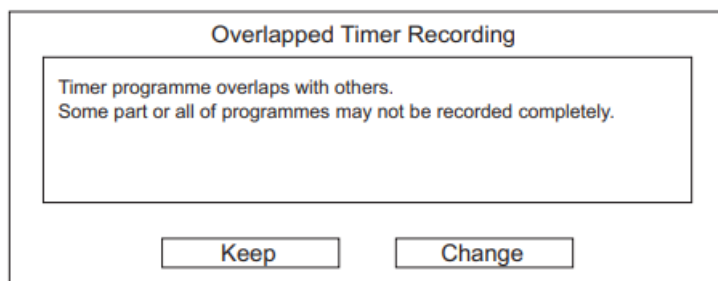 Overlapped Timer Recording
Timer programme overlaps with others.
Some part or all of programmes may not be recorded completely.
Keep
Change